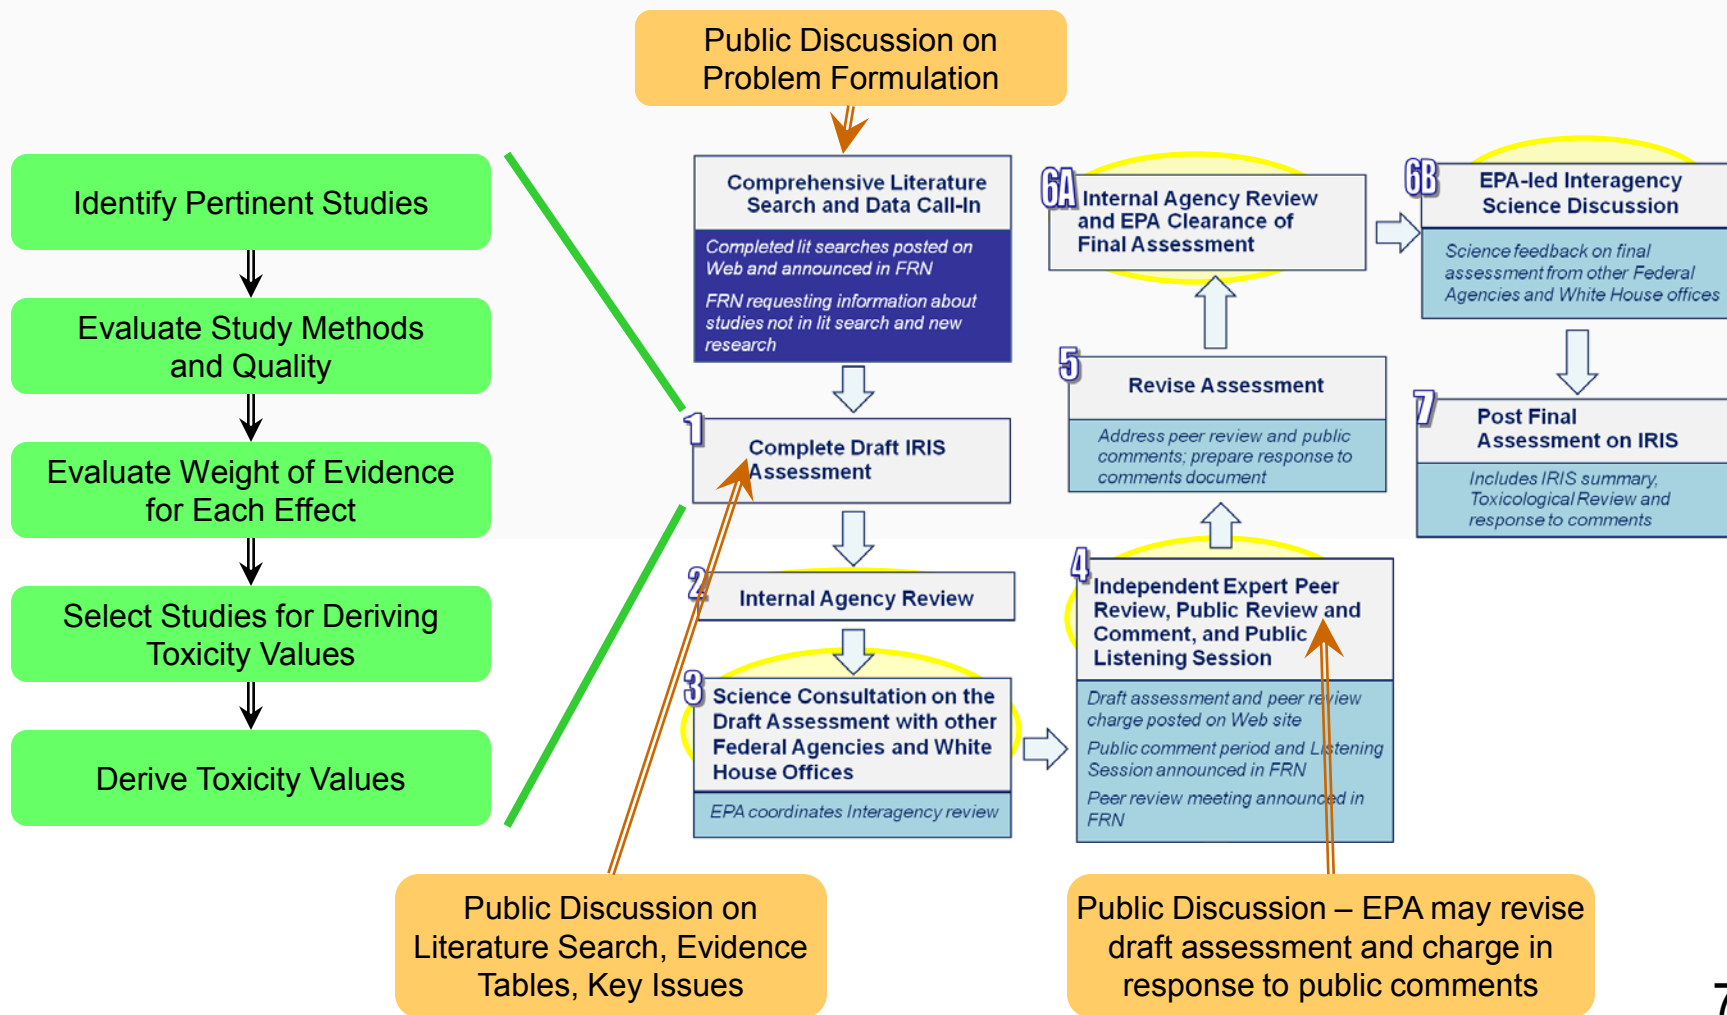 Public Discussion on
Problem Formulation
Identify Pertinent Studies
Evaluate Study Methods
and Quality
Evaluate Weight of Evidence
for Each Effect
Select Studies for Deriving
Toxicity Values
Derive Toxicity Values
Comprehensive Literature
Search and Data Call-In
Completed lit searches posted on
Web and announced in FRN
FRN requesting information about
studies not in lit search and new
research
1
Complete Draft IRIS
Assessment
2
Internal Agency Review
3
Science Consultation on the
Draft Assessment with other
Federal Agencies and White
House Offices
EPA coordinates Interagency review
4
Independent Expert Peer
Review, Public Review and
Comment, and Public
Listening Session
Draft assessment and peer review
charge posted on Web site
Public comment period and Listening
Session announced in FRN
Peer review meeting announced in
FRN
5
Revise Assessment
Address peer review and public
comments; prepare response to
comments document
6A
Internal Agency Review
and EPA Clearance of
Final Assessment
6B
EPA-led Interagency
Science Discussion
Science feedback on final
assessment from other Federal
Agencies and White House offices
7
Post Final
Assessment on IRIS
Includes IRIS summary,
Toxicological Review and
response to comments
Public Discussion on
Literature Search, Evidence
Tables, Key Issues
Public Discussion – EPA may revise
draft assessment and charge in
response to public comments
7